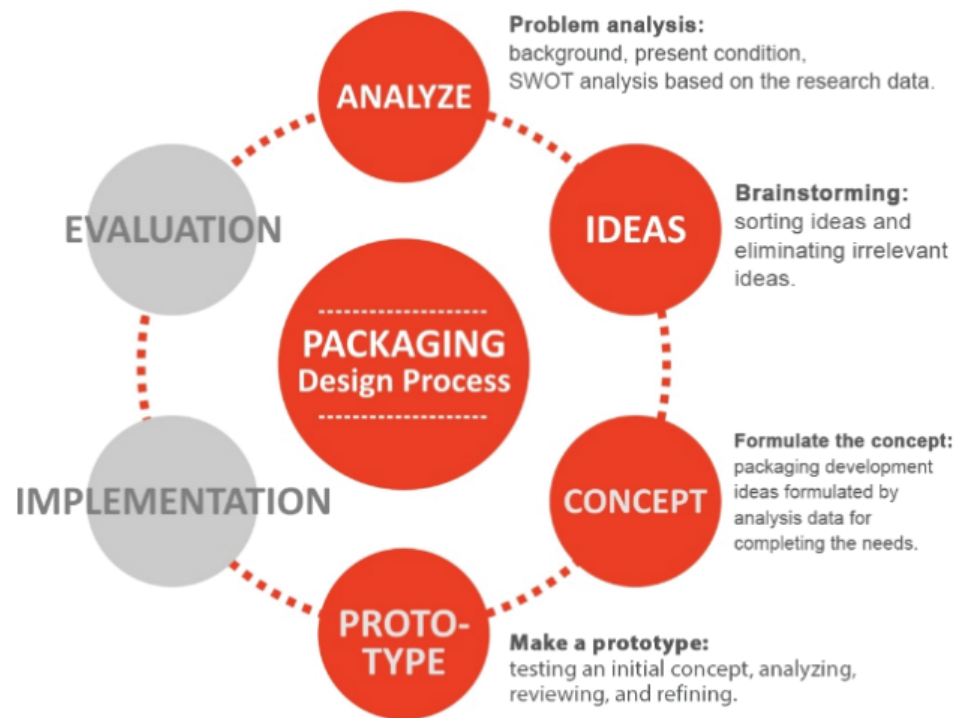 Problem analysis:
background, present condition,
SWOT analysis based on the research data.
ANALYZE
EVALUATION
IDEAS
Brainstorming:
sorting ideas and
eliminating irrelevant
ideas.
PACKAGING
Design Process
IMPLEMENTATION
CONCEPT
Formulate the concept:
packaging development
ideas formulated by
analysis data for
completing the needs.
PROTO-
TYPE
Make a prototype:
testing an initial concept, analyzing,
reviewing, and refining.